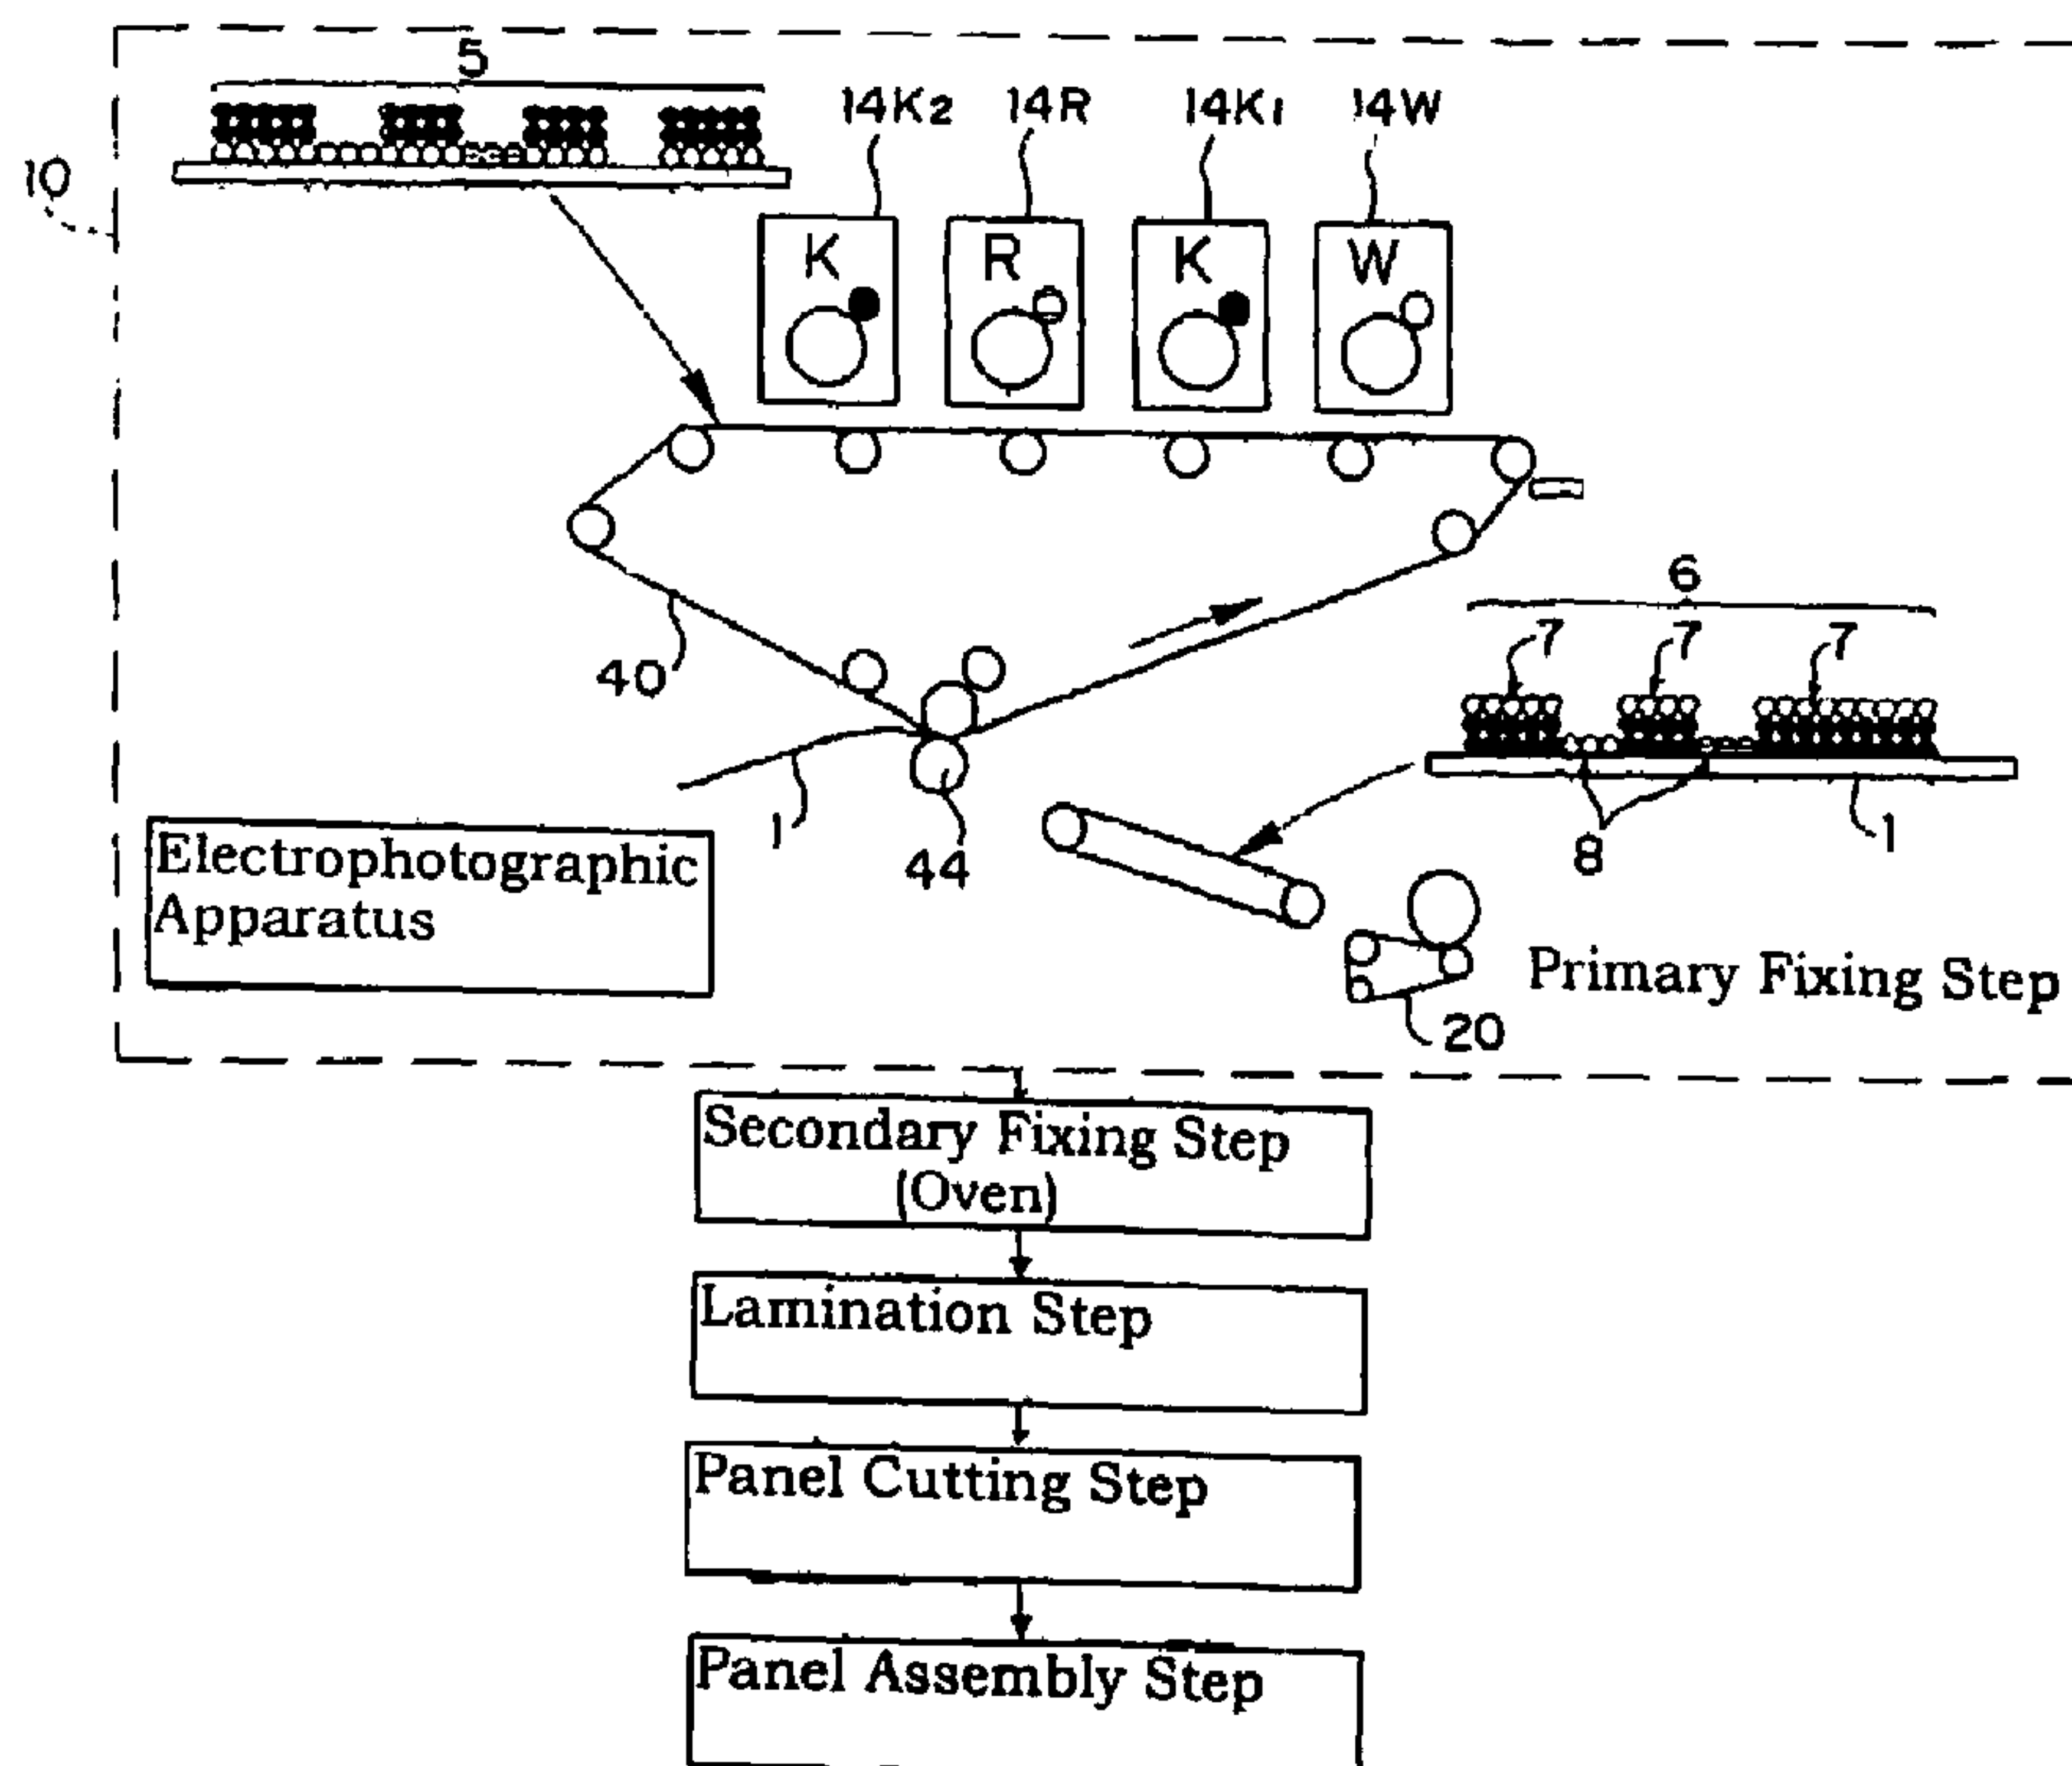 5
14K2 14R 14K1 14W
10
K R K W
6
7 7 7
40
1
44
8
1
Electrophotographic
Apparatus
Primary Fixing Step
20
Secondary Fixing Step
(Oven)
Lamination Step
Panel Cutting Step
Panel Assembly Step